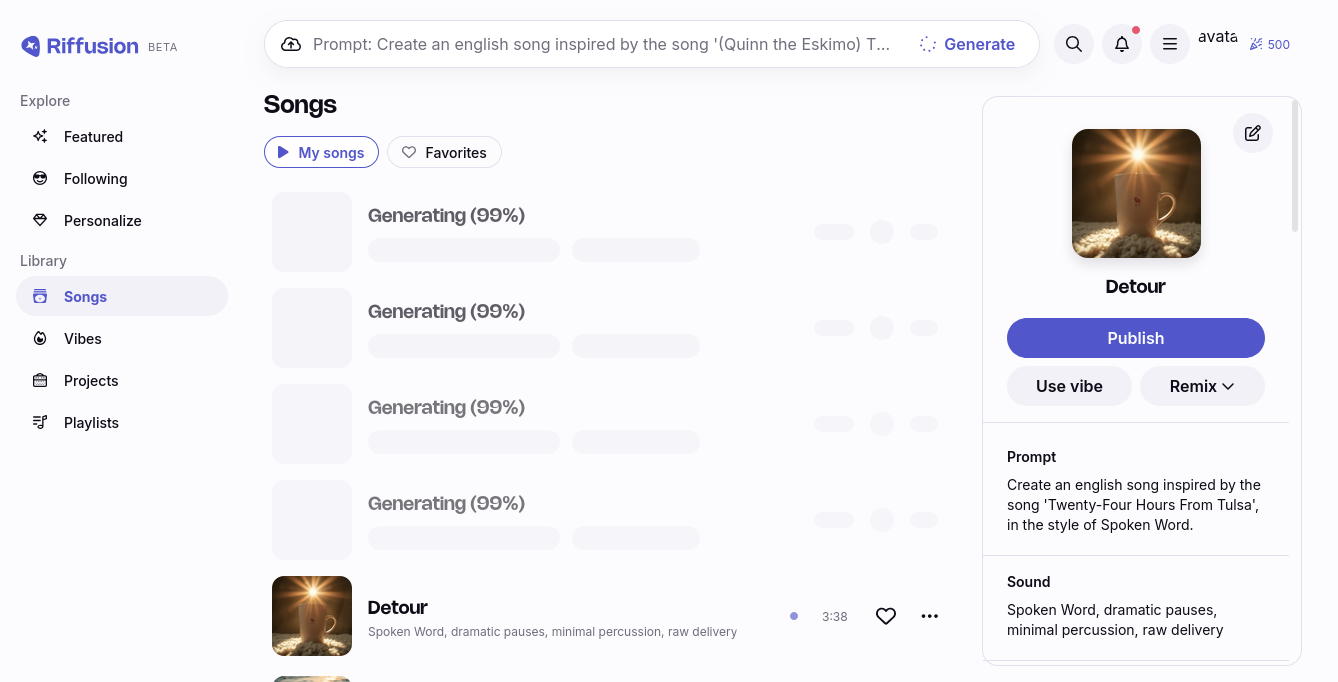 Riffusion BETA
Prompt: Create an english song inspired by the song '(Quinn the Eskimo) T...
Generate
avata
500
Explore
Featured
Following
Personalize
Library
Songs
Vibes
Projects
Playlists
Songs
My songs
Favorites
Generating (99%)
Generating (99%)
Generating (99%)
Generating (99%)
Detour
Spoken Word, dramatic pauses, minimal percussion, raw delivery
3:38
Detour
Publish
Use vibe
Remix
Prompt
Create an english song inspired by the
song 'Twenty-Four Hours From Tulsa',
in the style of Spoken Word.
Sound
Spoken Word, dramatic pauses,
minimal percussion, raw delivery